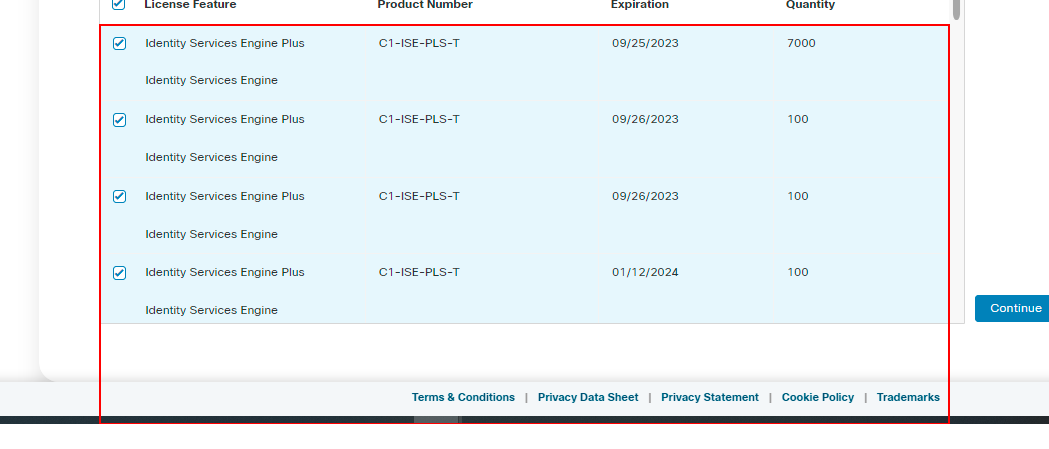 License Feature Product Number Expiration Quantity
Identity Services Engine Plus C1-ISE-PLS-T 09/25/2023 7000
Identity Services Engine
Identity Services Engine Plus C1-ISE-PLS-T 09/26/2023 100
Identity Services Engine
Identity Services Engine Plus C1-ISE-PLS-T 09/26/2023 100
Identity Services Engine
Identity Services Engine Plus C1-ISE-PLS-T 01/12/2024 100
Identity Services Engine
Continue
Terms & Conditions | Privacy Data Sheet | Privacy Statement | Cookie Policy | Trademarks